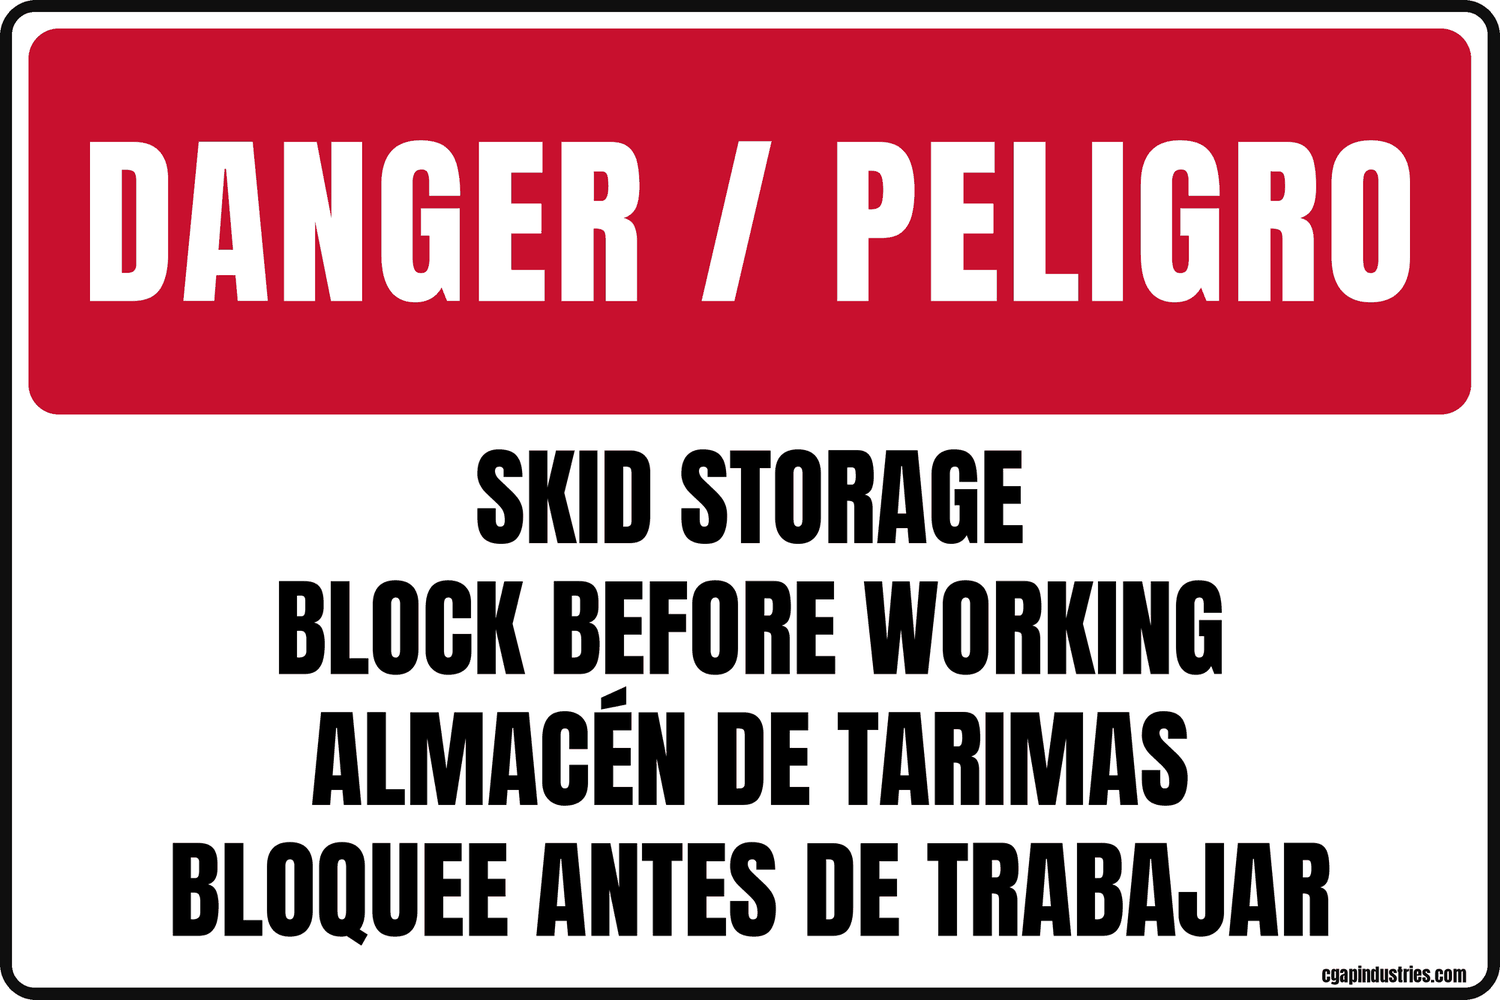 DANGER / PELIGRO
SKID STORAGE
BLOCK BEFORE WORKING
ALMACÉN DE TARIMAS
BLOQUEE ANTES DE TRABAJAR
cgapindustries.com